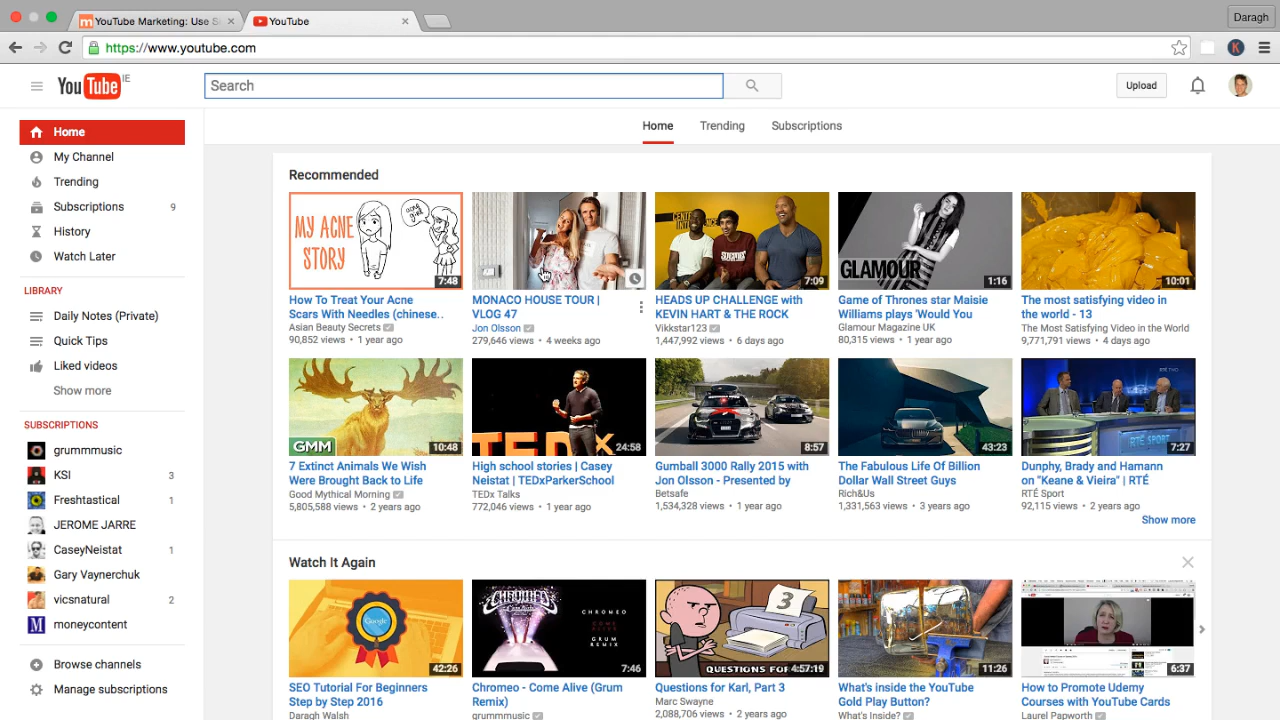 YouTube Marketing: Use S
YouTube
Daragh
https://www.youtube.com
K
YouTube IE
Search
Upload
Home
Trending
Subscriptions
Home
My Channel
Trending
Subscriptions 9
History
Watch Later
LIBRARY
Daily Notes (Private)
Quick Tips
Liked videos
Show more
SUBSCRIPTIONS
grummmusic
KSI 3
Freshtastical 1
JEROME JARRE
CaseyNeistat 1
Gary Vaynerchuk
vicsnatural 2
M moneycontent
Browse channels
Manage subscriptions
Recommended
MY ACNE
STORY
7:48
How To Treat Your Acne
Scars With Needles (chinese..
Asian Beauty Secrets
90,852 views • 1 year ago
MONACO HOUSE TOUR |
VLOG 47
Jon Olsson
279,646 views • 4 weeks ago
7:09
HEADS UP CHALLENGE with
KEVIN HART & THE ROCK
Vikkstar123
1,447,992 views • 6 days ago
GLAMOUR
1:16
Game of Thrones star Maisie
Williams plays 'Would You
Glamour Magazine UK
80,315 views • 1 year ago
10:01
The most satisfying video in
the world - 13
The Most Satisfying Video in the World
9,771,791 views • 4 days ago
GMM
10:48
7 Extinct Animals We Wish
Were Brought Back to Life
Good Mythical Morning
5,805,588 views • 2 years ago
TEDx
24:58
High school stories | Casey
Neistat | TEDxParkerSchool
TEDx Talks
772,046 views • 1 year ago
8:57
Gumball 3000 Rally 2015 with
Jon Olsson - Presented by
Betsafe
1,534,328 views • 1 year ago
43:23
The Fabulous Life Of Billion
Dollar Wall Street Guys
Rich&Us
1,331,563 views • 3 years ago
RTÉ TWO
RTÉ SPORT
7:27
Dunphy, Brady and Hamann
on "Keane & Vieira" | RTÉ
RTÉ Sport
92,115 views • 2 years ago
Show more
Watch It Again
Google
42:26
SEO Tutorial For Beginners
Step by Step 2016
Daragh Walsh
CHROMEO
CHROMEO
COME ALIVE
GRUM
REMIX
7:46
Chromeo - Come Alive (Grum
Remix)
grummmusic
3
QUESTIONS FO
4:57:19
Questions for Karl, Part 3
Marc Swayne
2,088,706 views • 2 years ago
11:26
What's inside the YouTube
Gold Play Button?
What's Inside?
6:37
How to Promote Udemy
Courses with YouTube Cards
Laurel Papworth